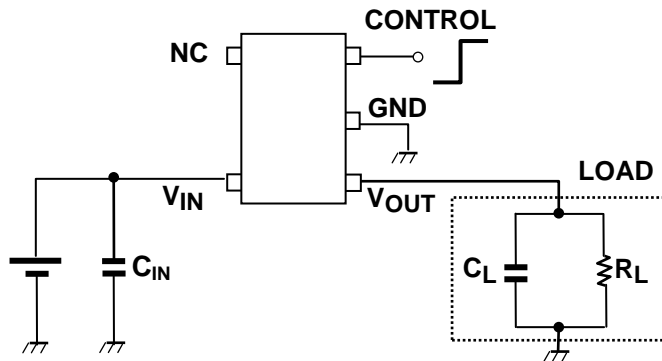 CONTROL
NC
GND
LOAD
VIN
VOUT
CIN
CL
RL